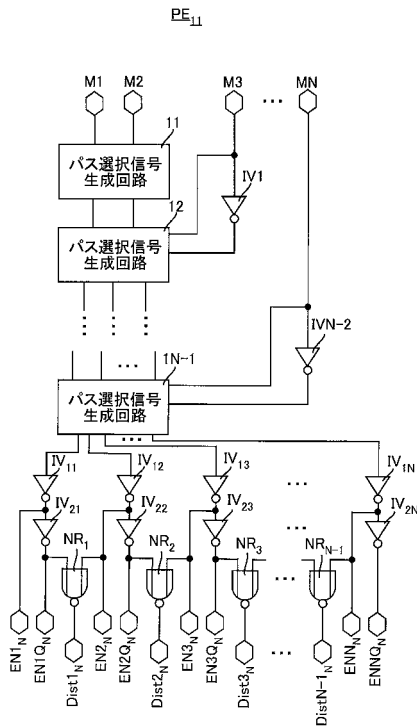 PE11
M1 M2 M3 ... MN
11
パス選択信号
生成回路
12
パス選択信号
生成回路
IV1
IVN-2
1N-1
パス選択信号
生成回路
IV11 IV12 IV13 IV1N
IV21 IV22 IV23 IV2N
NR1 NR2 NR3 NRN-1
EN1N EN1QN Dist1N EN2N EN2QN Dist2N EN3N EN3QN Dist3N DistN-1N ENNN ENNQN